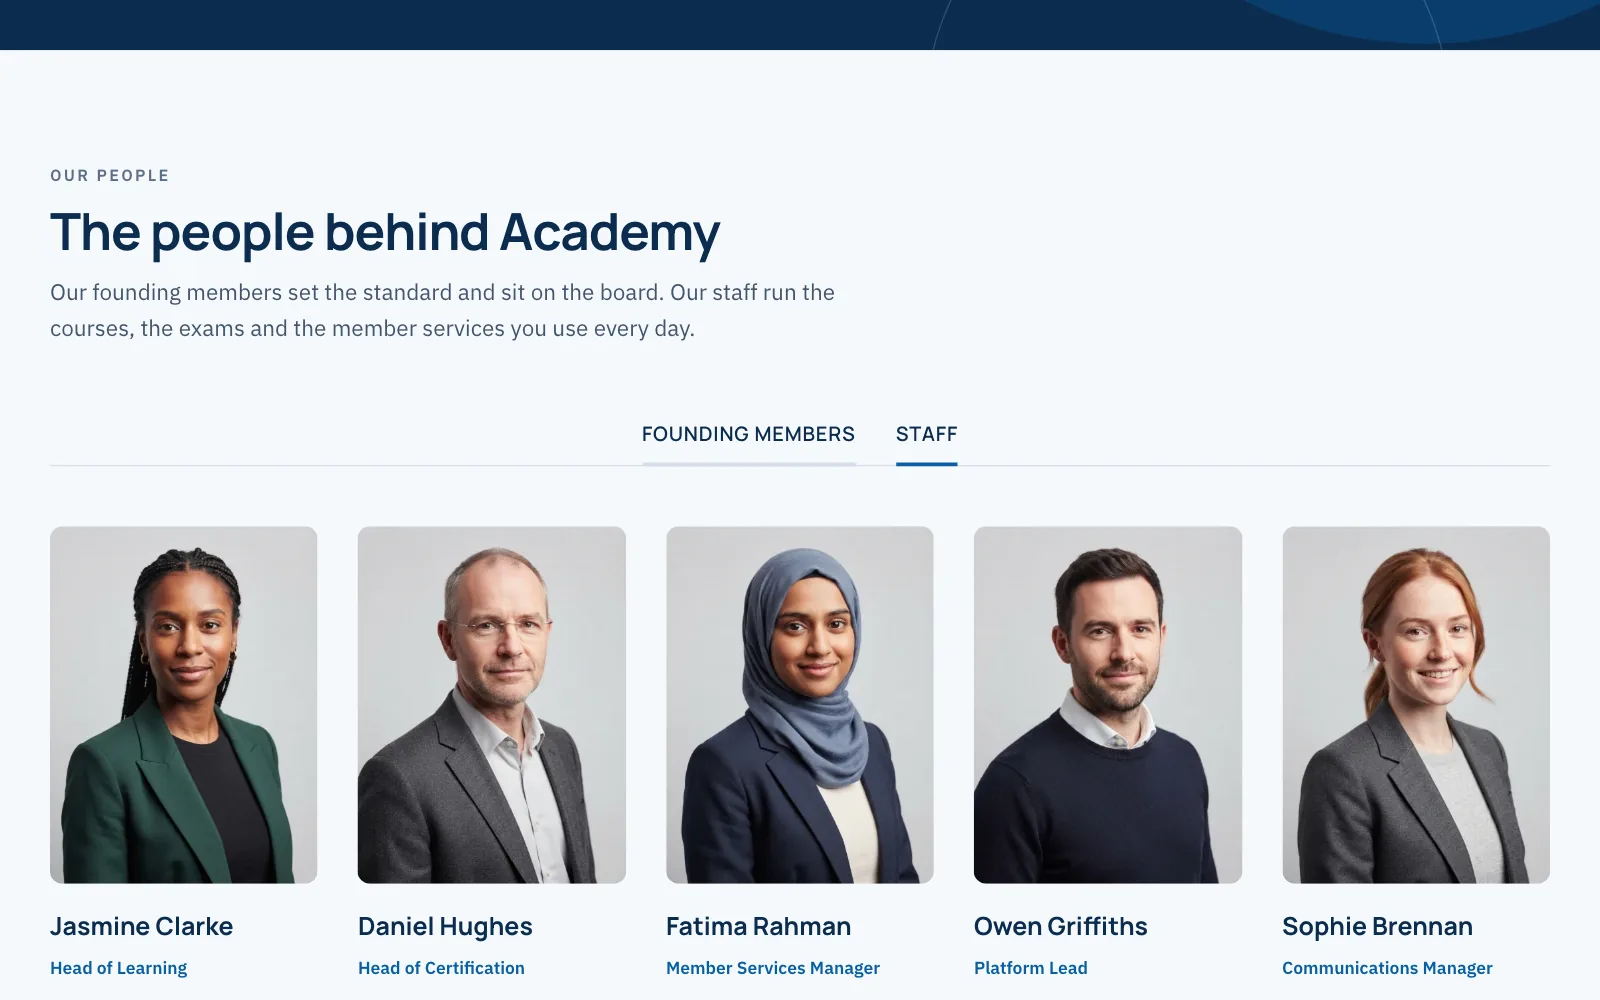 OUR PEOPLE
The people behind Academy
Our founding members set the standard and sit on the board. Our staff run the
courses, the exams and the member services you use every day.
FOUNDING MEMBERS STAFF
Jasmine Clarke
Head of Learning
Daniel Hughes
Head of Certification
Fatima Rahman
Member Services Manager
Owen Griffiths
Platform Lead
Sophie Brennan
Communications Manager